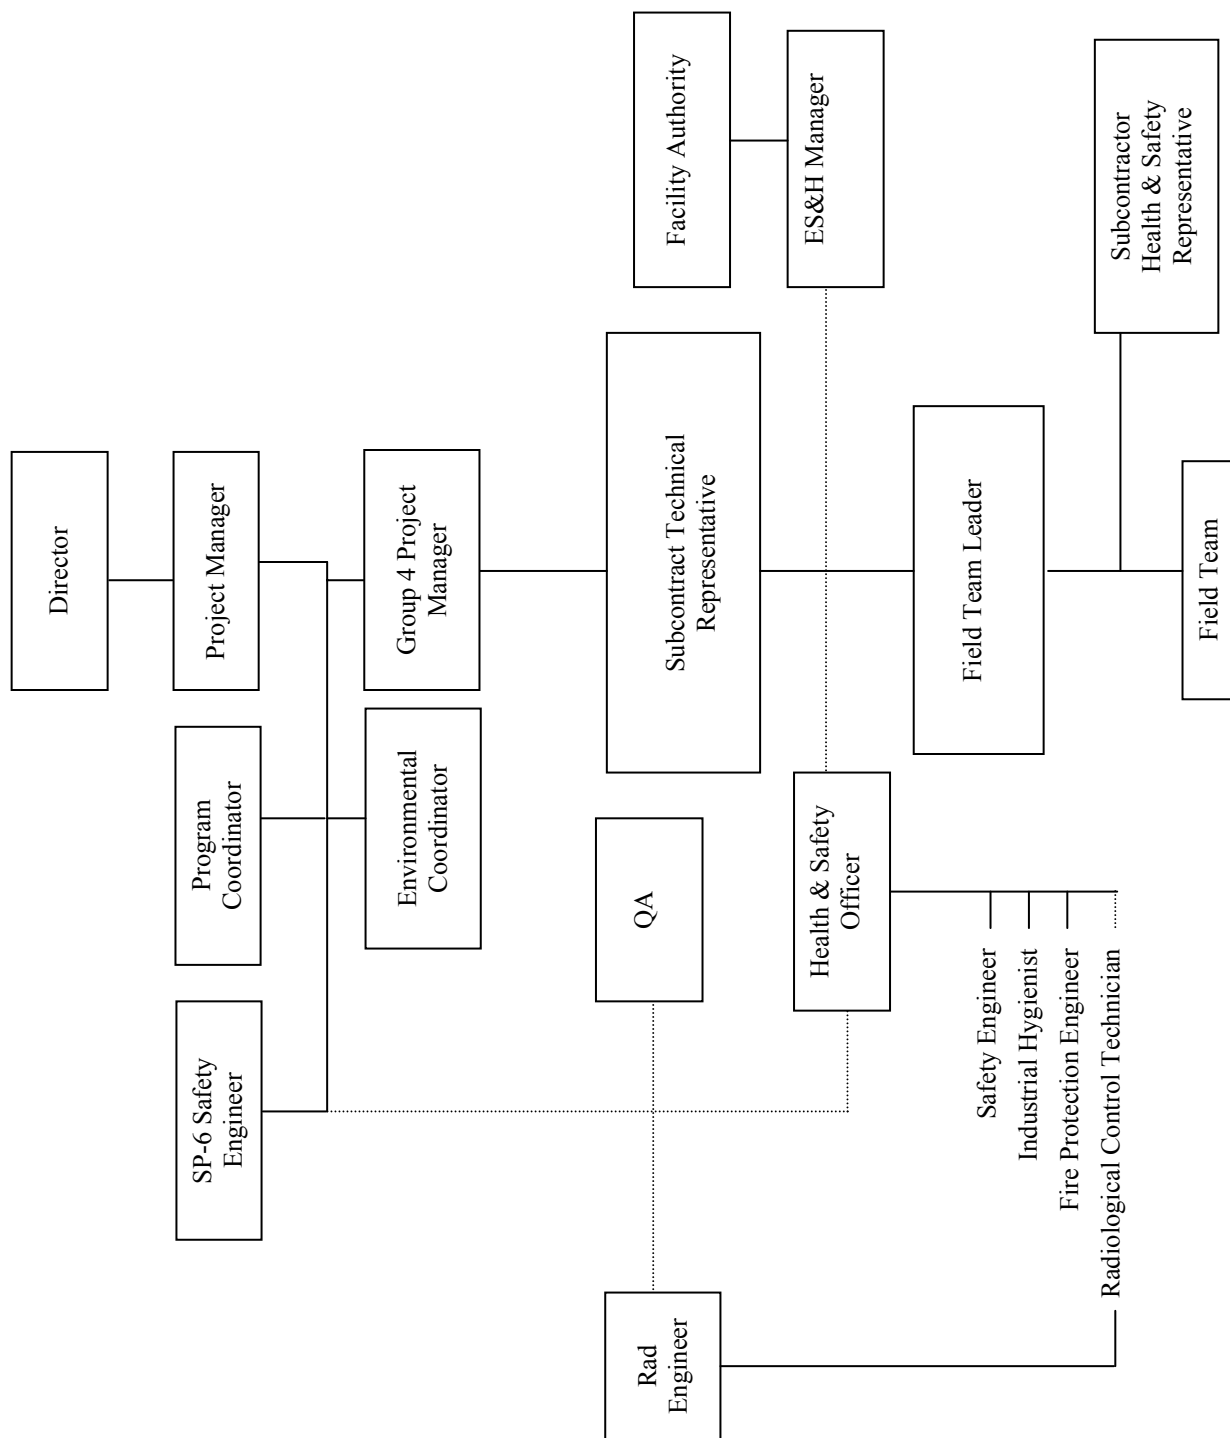 Director
Project Manager
SP-6 Safety
Engineer
Program
Coordinator
Environmental
Coordinator
Group 4 Project
Manager
Rad
Engineer
QA
Subcontract Technical
Representative
Facility Authority
ES&H Manager
Health & Safety
Officer
Safety Engineer
Industrial Hygienist
Fire Protection Engineer
Radiological Control Technician
Field Team Leader
Subcontractor
Health & Safety
Representative
Field Team